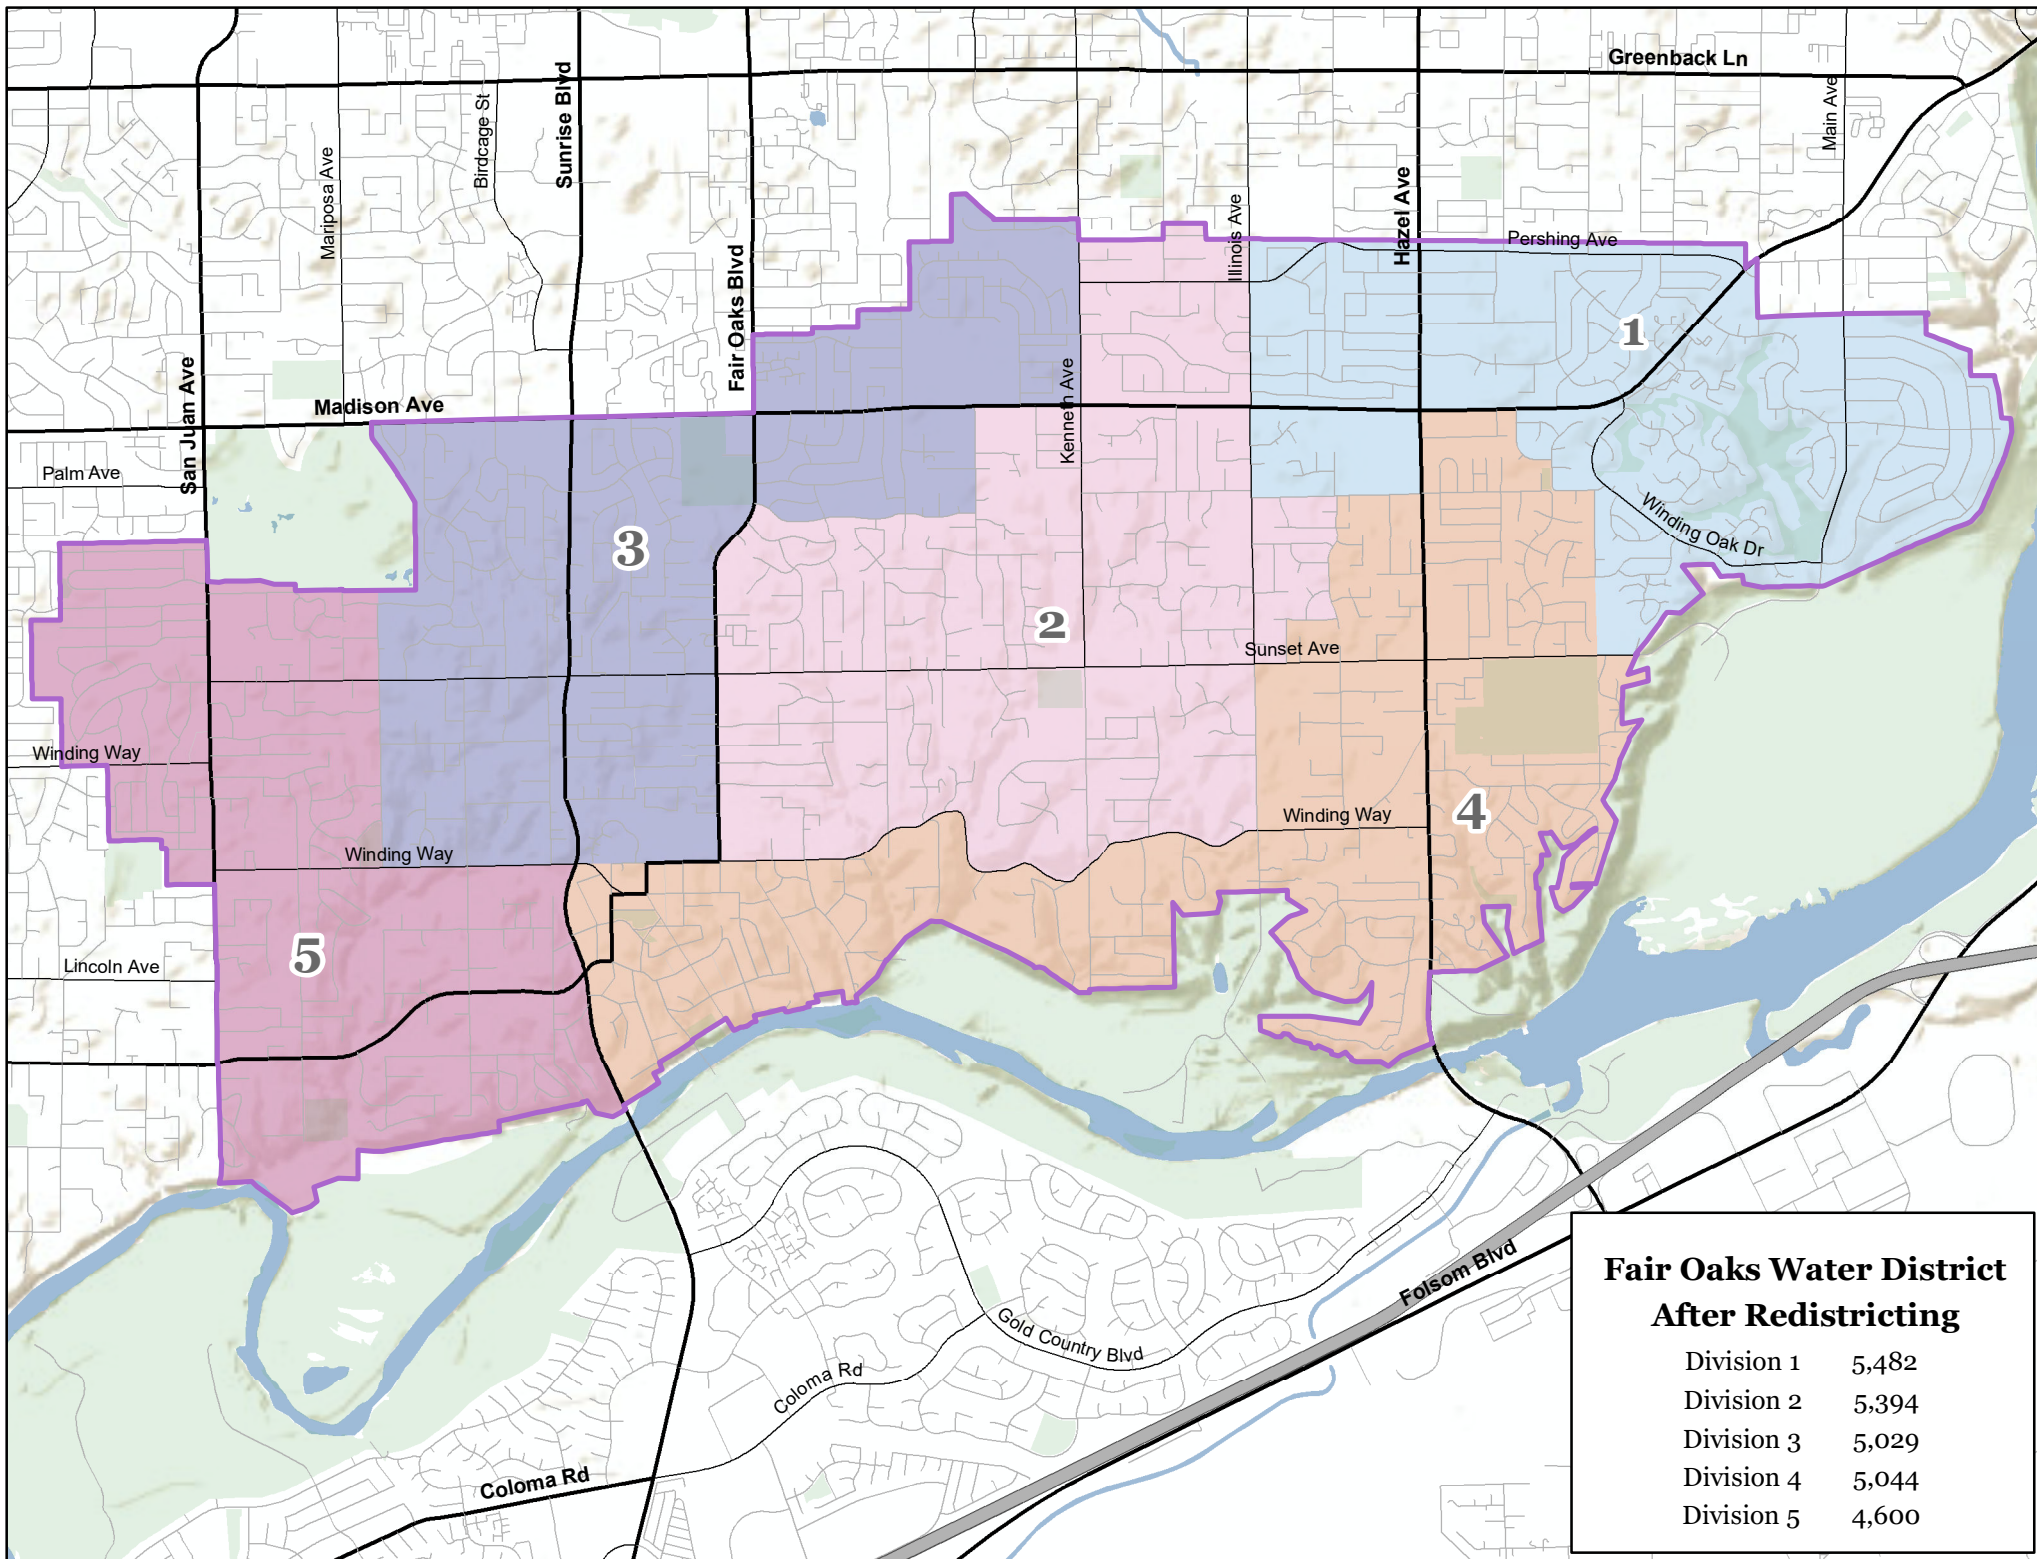 Greenback Ln
Sunrise Blvd
Birdcage St
Main Ave
Mariposa Ave
Hazel Ave
Illinois Ave
Pershing Ave
Fair Oaks Blvd
1
San Juan Ave
Kenneth Ave
Madison Ave
Palm Ave
Winding Oak Dr
3
2
Sunset Ave
Winding Way
4
Winding Way
Winding Way
5
Lincoln Ave
Folsom Blvd
Gold Country Blvd
Coloma Rd
Coloma Rd
Fair Oaks Water District
After Redistricting
Division 1 5,482
Division 2 5,394
Division 3 5,029
Division 4 5,044
Division 5 4,600